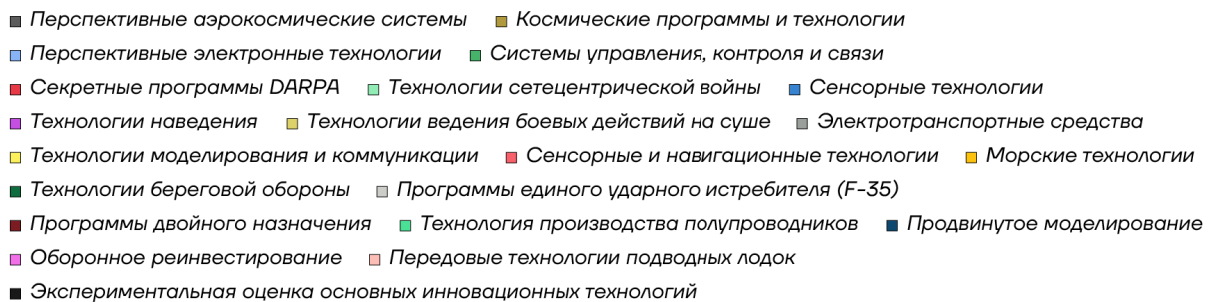 Перспективные аэрокосмические системы Космические программы и технологии
Перспективные электронные технологии Системы управления, контроля и связи
Секретные программы DARPA Технологии сетецентрической войны Сенсорные технологии
Технологии наведения Технологии ведения боевых действий на суше Электротранспортные средства
Технологии моделирования и коммуникации Сенсорные и навигационные технологии Морские технологии
Технологии береговой обороны Программы единого ударного истребителя (F-35)
Программы двойного назначения Технология производства полупроводников Продвинутое моделирование
Оборонное реинвестирование Передовые технологии подводных лодок
Экспериментальная оценка основных инновационных технологий